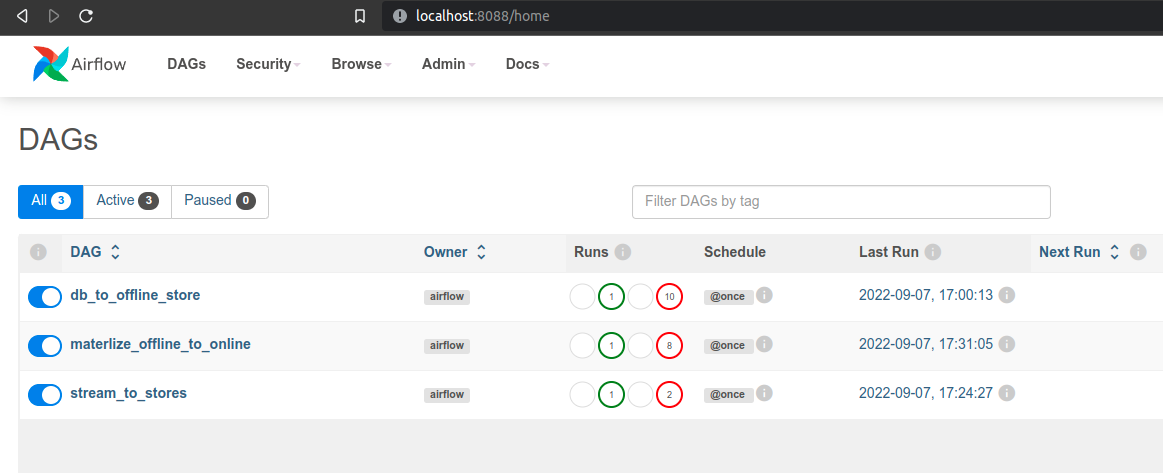 localhost:8088/home
Airflow DAGs Security Browse Admin Docs
DAGs
All 3 Active 3 Paused 0 Filter DAGs by tag
DAG Owner Runs Schedule Last Run Next Run
db_to_offline_store airflow 1 10 @once 2022-09-07, 17:00:13
materlize_offline_to_online airflow 1 8 @once 2022-09-07, 17:31:05
stream_to_stores airflow 1 2 @once 2022-09-07, 17:24:27